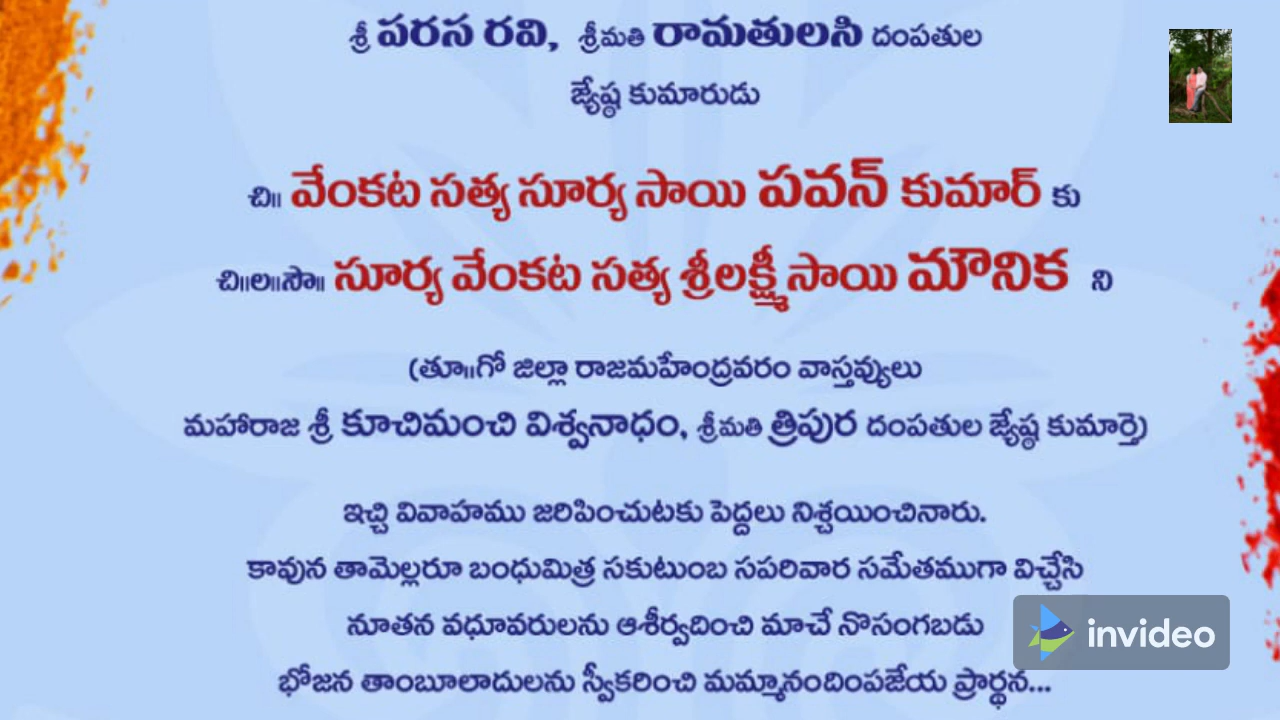 శ్రీ పరస రవి, శ్రీమతి రామతులసి దంపతుల
జ్యేష్ఠ కుమారుడు
చి॥ వేంకట సత్య సూర్య సాయి పవన్ కుమార్ కు
చి॥ల॥సౌ॥ సూర్య వేంకట సత్య శ్రీలక్ష్మీసాయి మౌనిక ని
(తూ॥గో జిల్లా రాజమహేంద్రవరం వాస్తవ్యులు
మహారాజ శ్రీ కూచిమంచి విశ్వనాధం, శ్రీమతి త్రిపుర దంపతుల జ్యేష్ఠ కుమార్తె)
ఇచ్చి వివాహము జరిపించుటకు పెద్దలు నిశ్చయించినారు.
కావున తామెల్లరూ బంధుమిత్ర సకుటుంబ సపరివార సమేతముగా విచ్చేసి
నూతన వధూవరులను ఆశీర్వదించి మాచే నొసంగబడు
భోజన తాంబూలాదులను స్వీకరించి మమ్మానందింపజేయ ప్రార్థన...
invideo